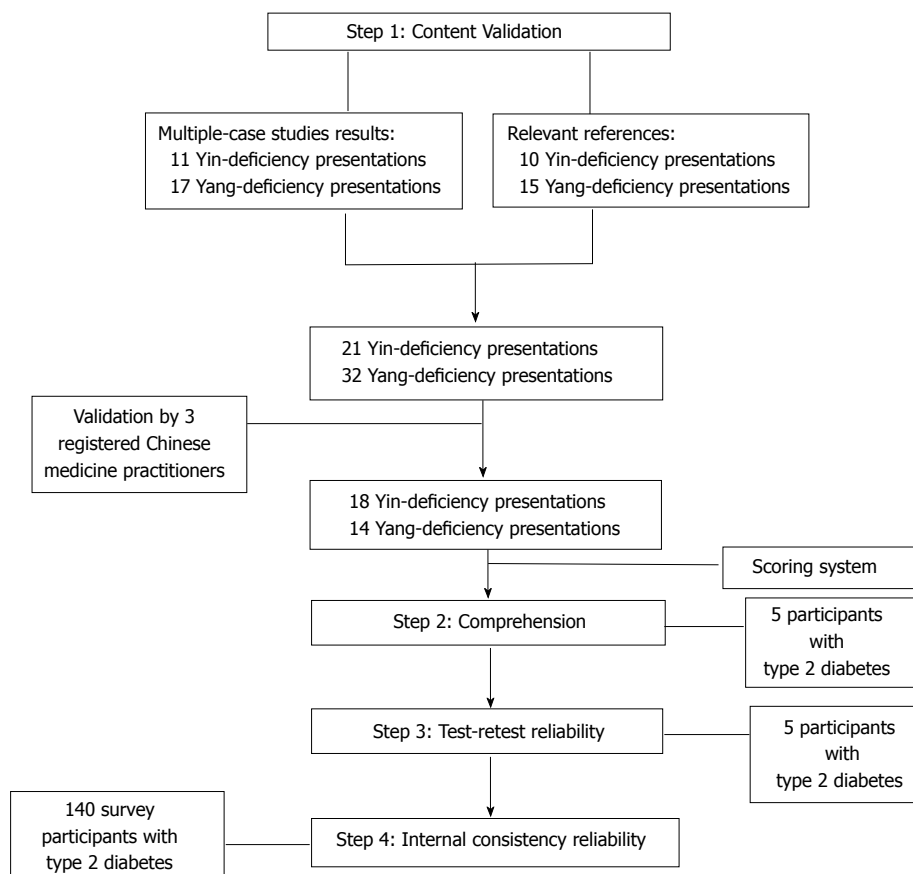 Step 1: Content Validation
Multiple-case studies results:
11 Yin-deficiency presentations
17 Yang-deficiency presentations
Relevant references:
10 Yin-deficiency presentations
15 Yang-deficiency presentations
21 Yin-deficiency presentations
32 Yang-deficiency presentations
Validation by 3
registered Chinese
medicine practitioners
18 Yin-deficiency presentations
14 Yang-deficiency presentations
Scoring system
Step 2: Comprehension
5 participants
with
type 2 diabetes
Step 3: Test-retest reliability
5 participants
with
type 2 diabetes
140 survey
participants with
type 2 diabetes
Step 4: Internal consistency reliability